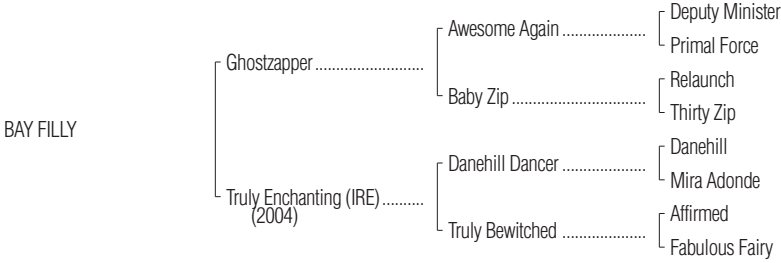 Deputy Minister
Awesome Again ....................
Primal Force
Ghostzapper ..........................
Relaunch
Baby Zip ................................
Thirty Zip
BAY FILLY
Danehill
Danehill Dancer ....................
Mira Adonde
Truly Enchanting (IRE) ..........
(2004)
Affirmed
Truly Bewitched ....................
Fabulous Fairy